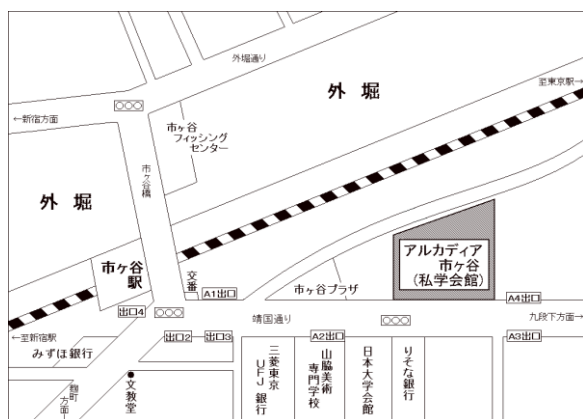 外堀通り
至東京駅→
外 堀
←新宿方面
市ヶ谷
フィッシング
センター
市ヶ谷橋
外 堀
アルカディア
市ヶ谷
(私学会館)
市ヶ谷
駅
交番
A1出口
市ヶ谷プラザ
A4出口
出口4
靖国通り
九段下方面→
←至新宿駅
出口2
出口3
A2出口
A3出口
みずほ銀行
三菱東京
UFJ 銀行
山脇美術
専門学校
日本大学会館
りそな銀行
文教堂
麹町
方面